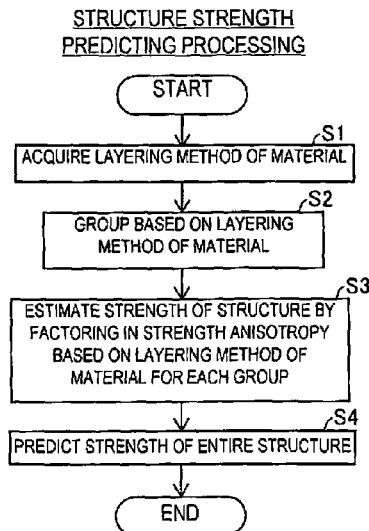 STRUCTURE STRENGTH
PREDICTING PROCESSING
START
S1
ACQUIRE LAYERING METHOD OF MATERIAL
S2
GROUP BASED ON LAYERING
METHOD OF MATERIAL
S3
ESTIMATE STRENGTH OF STRUCTURE BY
FACTORING IN STRENGTH ANISOTROPY
BASED ON LAYERING METHOD OF
MATERIAL FOR EACH GROUP
S4
PREDICT STRENGTH OF ENTIRE STRUCTURE
END